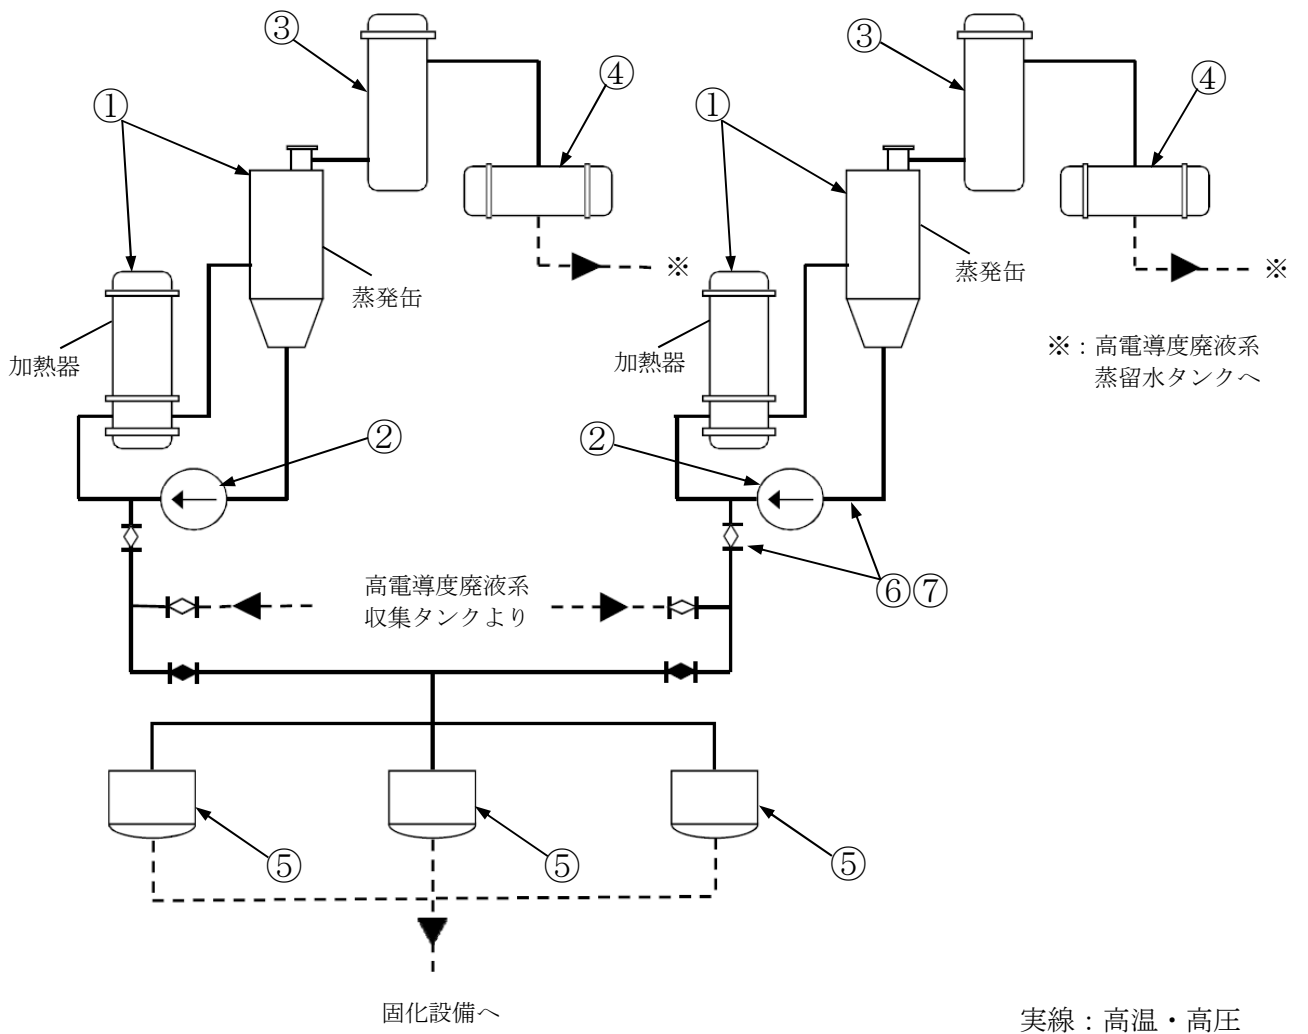 ③
③
④
④
①
①
蒸発缶
蒸発缶
※
※
加熱器
加熱器
※：高電導度廃液系
蒸留水タンクへ
②
②
高電導度廃液系
収集タンクより
⑥⑦
⑤
⑤
⑤
固化設備へ
実線：高温・高圧